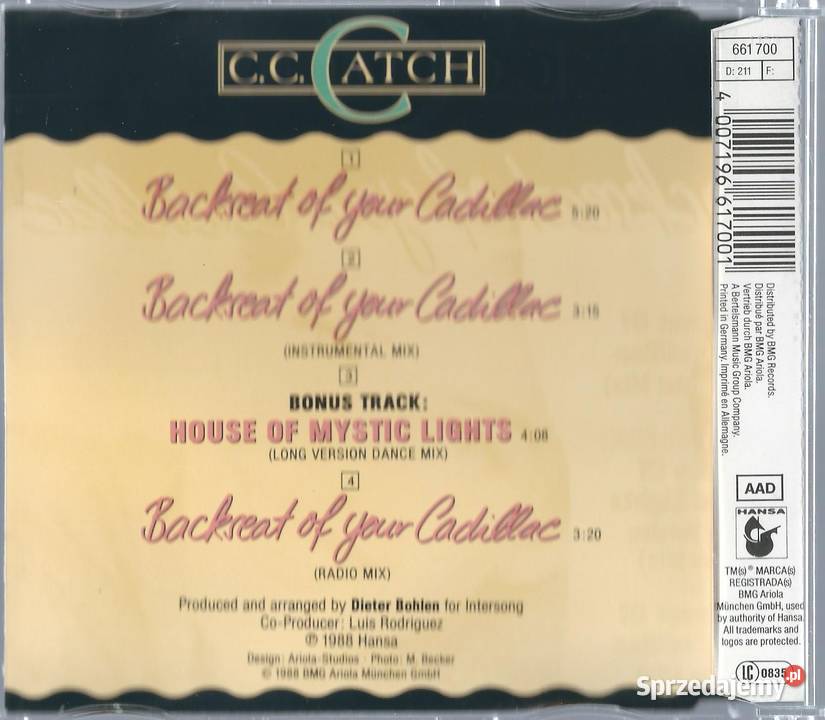 C.C. CATCH
1
Backseat of your Cadillac 5:20
2
Backseat of your Cadillac 3:15
(INSTRUMENTAL MIX)
3
BONUS TRACK:
HOUSE OF MYSTIC LIGHTS 4:08
(LONG VERSION DANCE MIX)
4
Backseat of your Cadillac 3:20
(RADIO MIX)
Produced and arranged by Dieter Bohlen for Intersong
Co-Producer: Luis Rodriguez
℗ 1988 Hansa
Design: Ariola-Studios · Photo: M. Becker
© 1988 BMG Ariola München GmbH
661 700
D: 211 F:
4 007196 617001
Distributed by BMG Records.
Distribué par BMG Ariola.
Vertrieb durch BMG Ariola.
A Bertelsmann Music Group Company.
Printed in Germany. Imprimé en Allemagne.
AAD
HANSA
TM(s)® MARCA(s)
REGISTRADA(s)
BMG Ariola
München GmbH, used
by authority of Hansa.
All trademarks and
logos are protected.
LC 0835
Sprzedajemy.pl